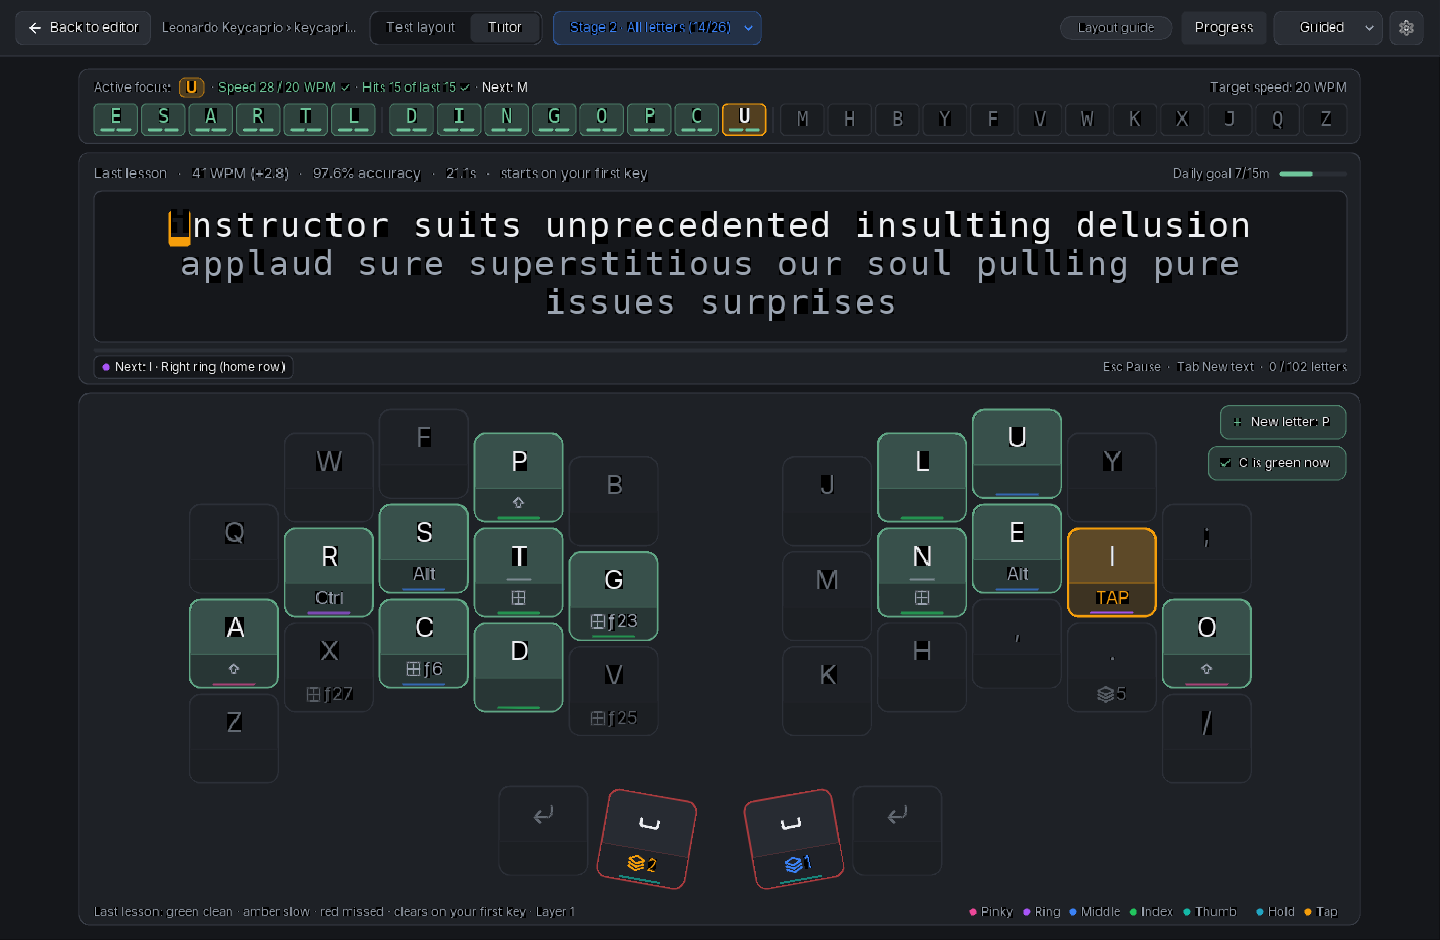 Back to editor
Leonardo Keycaprio › keycapri...
Test layout
Tutor
Stage 2 · All letters (14/26)
Layout guide
Progress
Guided
Active focus: U · Speed 28 / 20 WPM ✓ · Hits 15 of last 15 ✓ · Next: M
Target speed: 20 WPM
E S A R T L D I N G O P C U M H B Y F V W K X J Q Z
Last lesson · 41 WPM (+2.8) · 97.6% accuracy · 21.1s · starts on your first key
Daily goal 7/15m
instructor suits unprecedented insulting delusion
applaud sure superstitious our soul pulling pure
issues surprises
Next: I · Right ring (home row)
Esc Pause · Tab New text · 0 / 102 letters
New letter: P
C is green now
F U
W P L Y
B J
Q S E ;
Alt Alt
R T N I
Ctrl TAP
G M
ƒ23
A C , O
ƒ6
X D H .
ƒ27 5
V K
ƒ25
Z /
2 1
Last lesson: green clean · amber slow · red missed · clears on your first key · Layer 1
Pinky Ring Middle Index Thumb Hold Tap